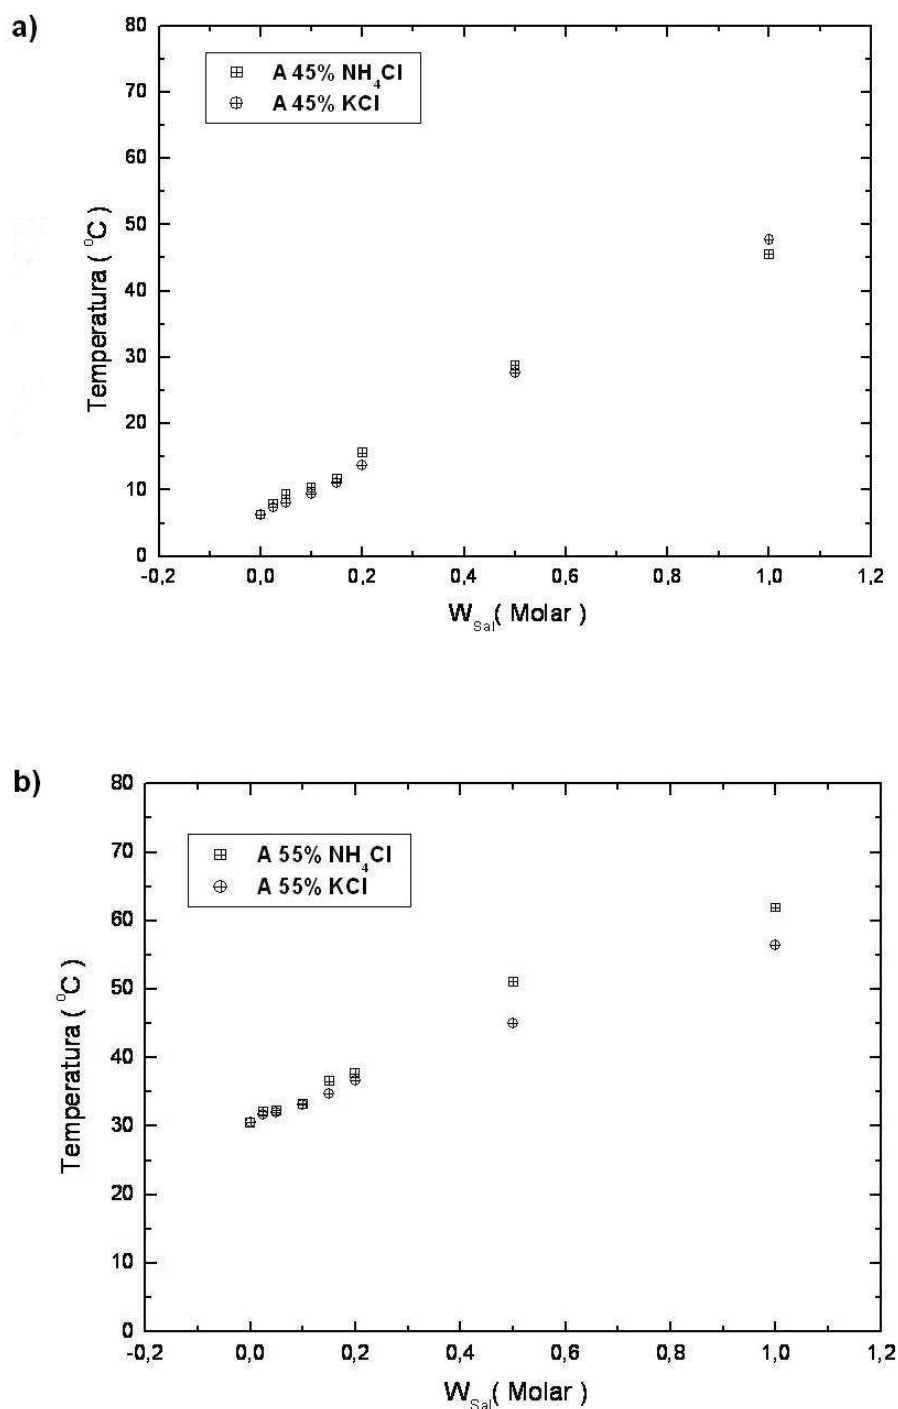 a)
80
70
60
50
40
30
20
10
0
Temperatura ( °C )
A 45% NH₄Cl
A 45% KCl
-0,2 0,0 0,2 0,4 0,6 0,8 1,0 1,2
W_Sal( Molar )
b)
80
70
60
50
40
30
20
10
0
Temperatura ( °C )
A 55% NH₄Cl
A 55% KCl
-0,2 0,0 0,2 0,4 0,6 0,8 1,0 1,2
W_Sal( Molar )